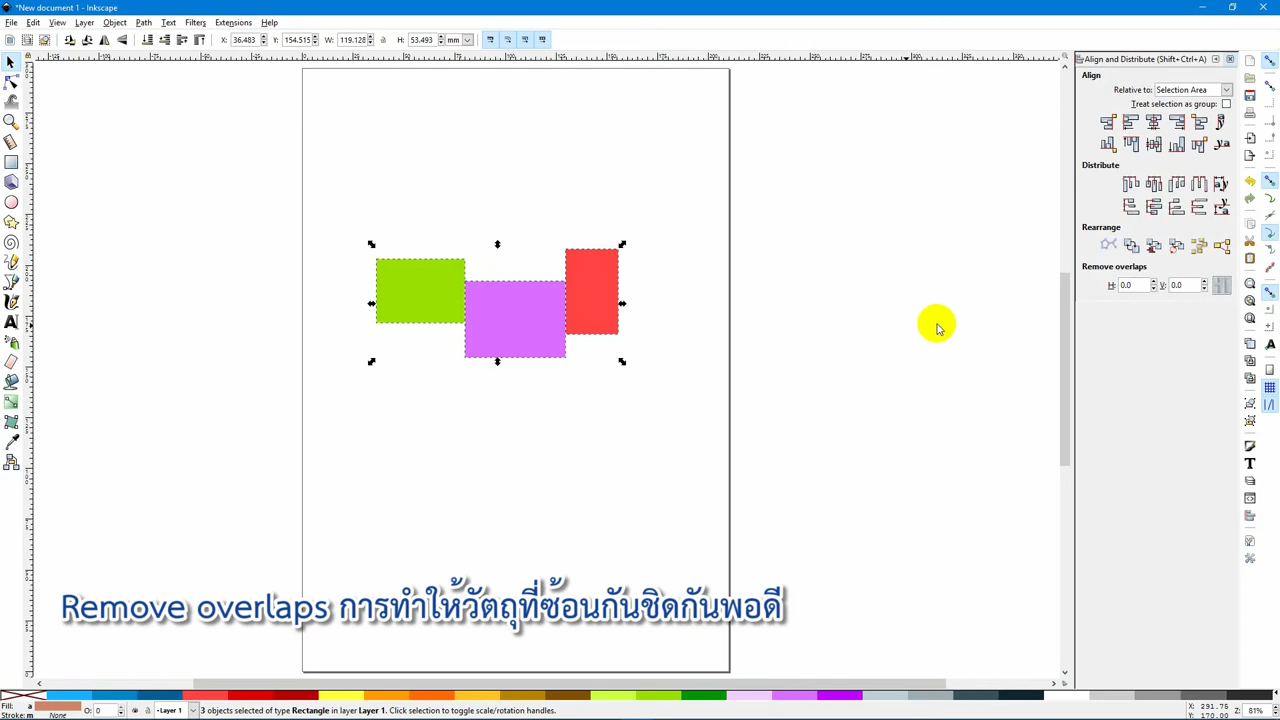 *New document 1 - Inkscape
File Edit View Layer Object Path Text Filters Extensions Help
X: 36.483 Y: 154.515 W: 119.128 H: 53.493 mm
Align and Distribute (Shift+Ctrl+A)
Align
Relative to: Selection Area
Treat selection as group:
Distribute
Rearrange
Remove overlaps
H: 0.0 V: 0.0
Remove overlaps การทำให้วัตถุที่ซ้อนกันชิดกันพอดี
Fill: a
Stroke: m None
O: 0
Layer 1
3 objects selected of type Rectangle in layer Layer 1. Click selection to toggle scale/rotation handles.
X: 291.75
Y: 170.00
Z: 81%